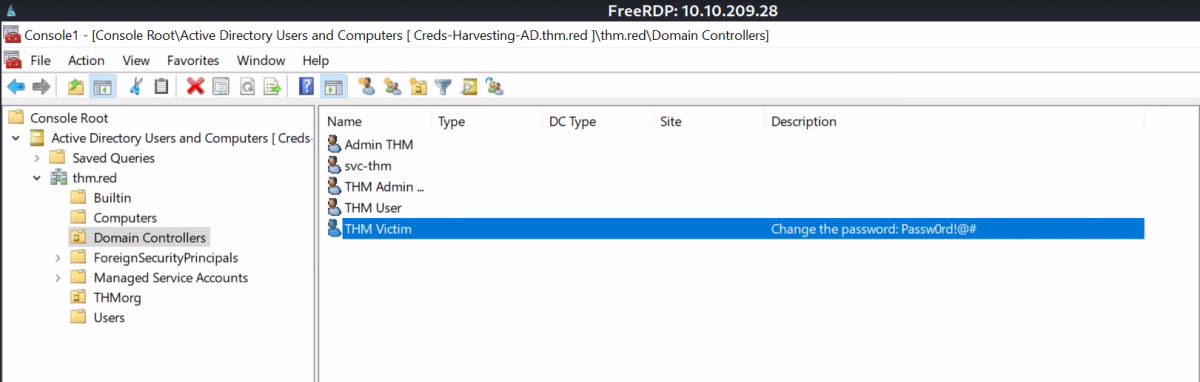 FreeRDP: 10.10.209.28
Console1 - [Console Root\Active Directory Users and Computers [ Creds-Harvesting-AD.thm.red ]\thm.red\Domain Controllers]
File Action View Favorites Window Help
Console Root
Active Directory Users and Computers [ Creds-
Saved Queries
thm.red
Builtin
Computers
Domain Controllers
ForeignSecurityPrincipals
Managed Service Accounts
THMorg
Users
Name Type DC Type Site Description
Admin THM
svc-thm
THM Admin ...
THM User
THM Victim Change the password: Passw0rd!@#